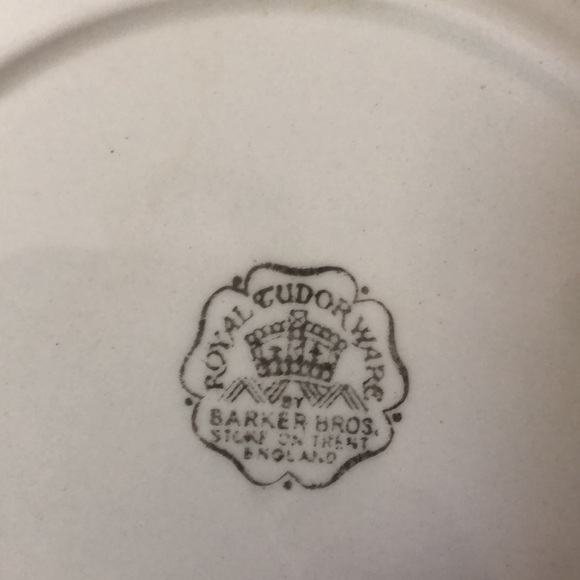 ROYAL TUDOR WARE
BY
BARKER BROS.
STOKE ON TRENT
ENGLAND